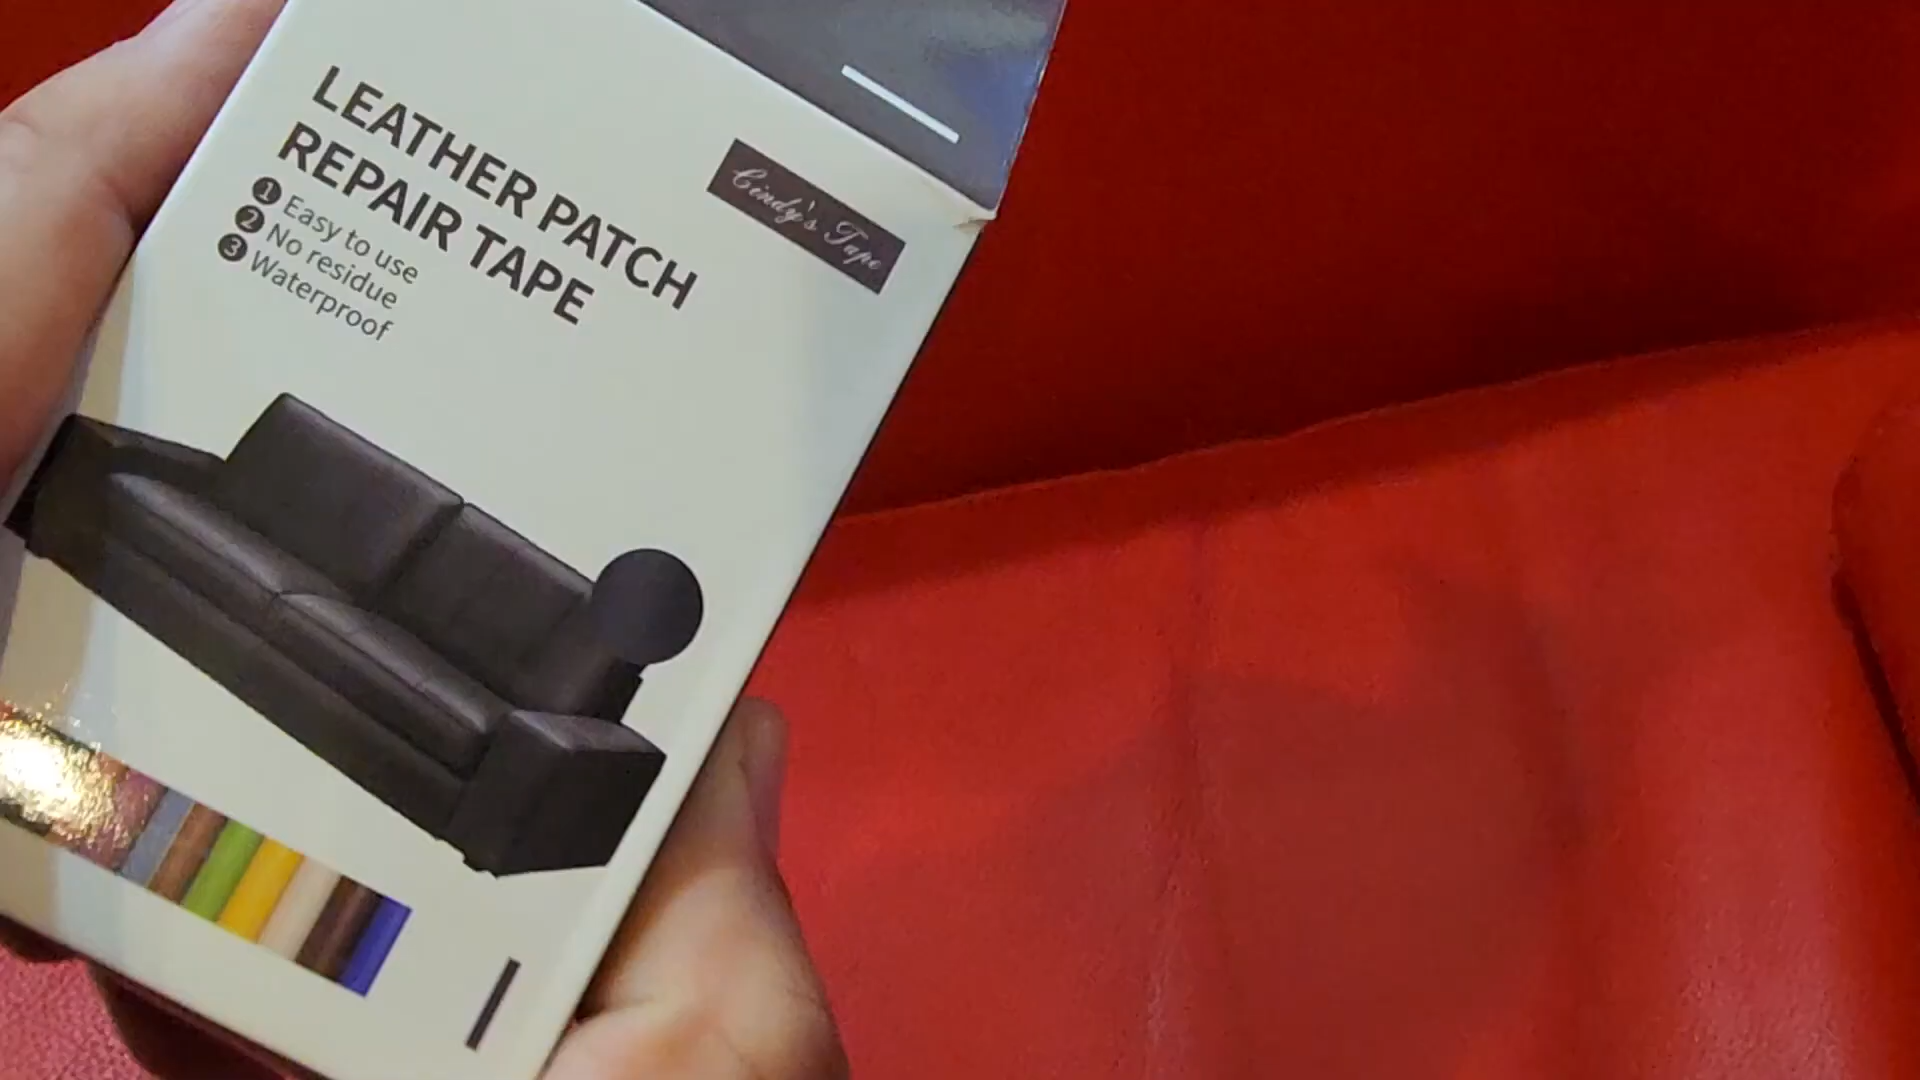 LEATHER PATCH
REPAIR TAPE
1 Easy to use
2 No residue
3 Waterproof
Cindy's Tape